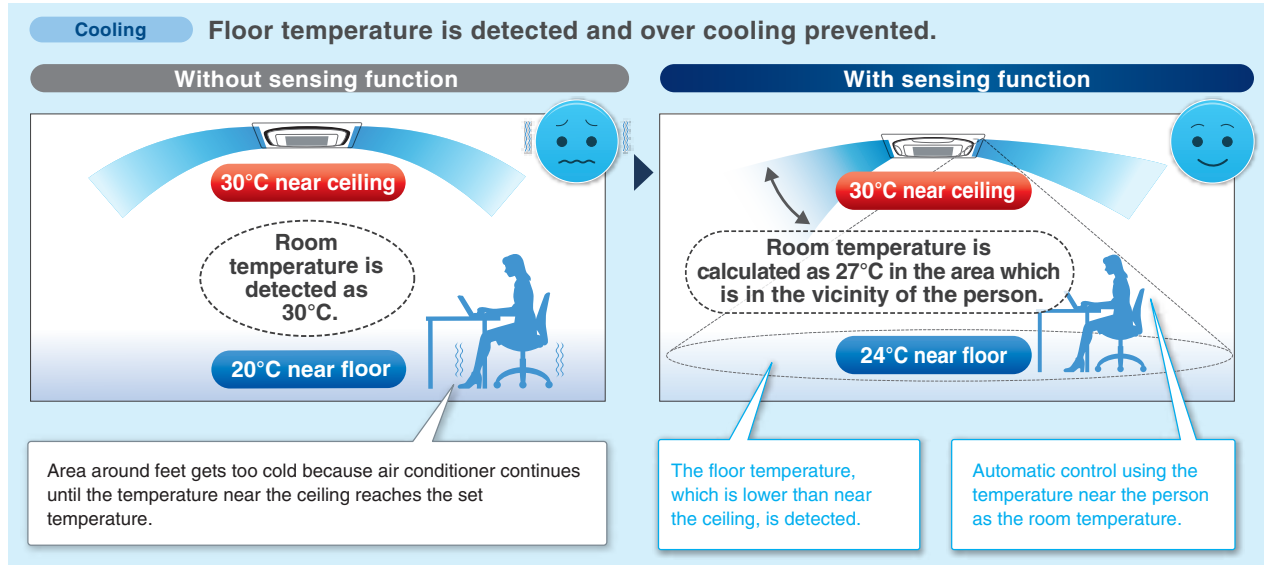 Cooling
Floor temperature is detected and over cooling prevented.
Without sensing function
30°C near ceiling
Room
temperature is
detected as
30°C.
20°C near floor
Area around feet gets too cold because air conditioner continues
until the temperature near the ceiling reaches the set
temperature.
With sensing function
30°C near ceiling
Room temperature is
calculated as 27°C in the area which
is in the vicinity of the person.
24°C near floor
The floor temperature,
which is lower than near
the ceiling, is detected.
Automatic control using the
temperature near the person
as the room temperature.